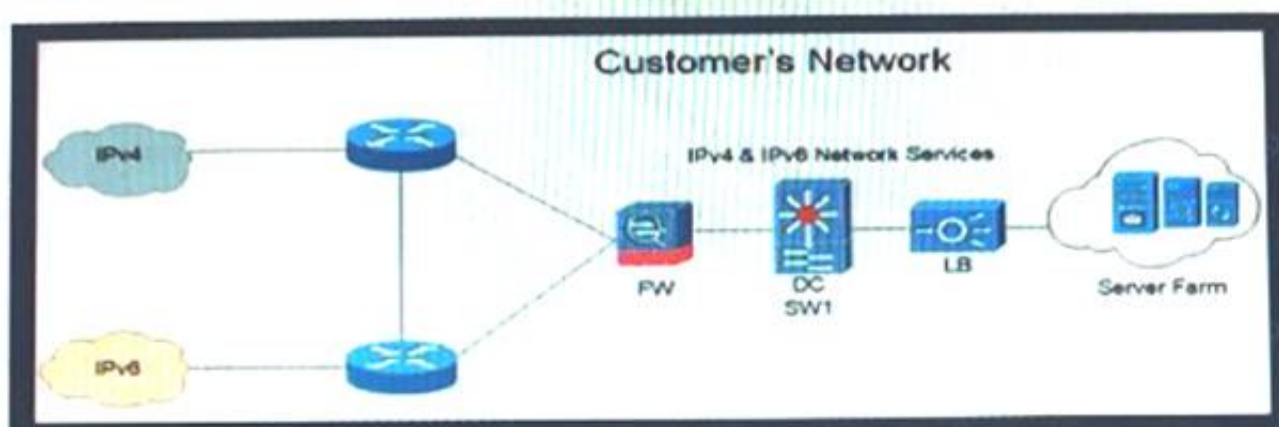 Customer's Network
IPv4
IPv4 & IPv6 Network Services
FW
DC
SW1
LB
Server Farm
IPv6